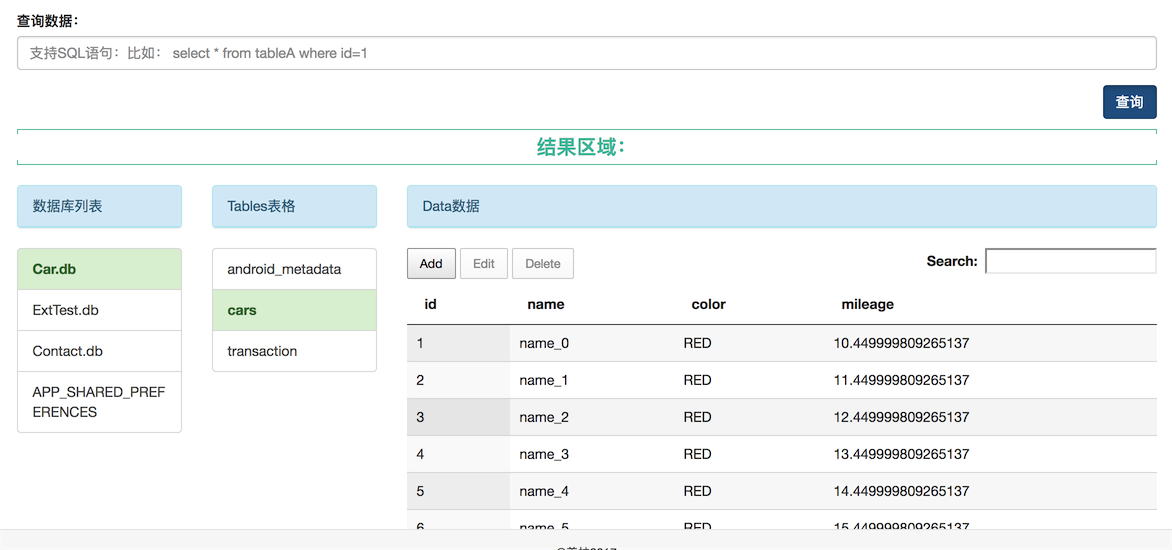 查询数据：
支持SQL语句：比如： select * from tableA where id=1
查询
结果区域：
数据库列表
Tables表格
Data数据
Car.db
ExtTest.db
Contact.db
APP_SHARED_PREF
ERENCES
android_metadata
cars
transaction
Add Edit Delete Search:
id name color mileage
1 name_0 RED 10.449999809265137
2 name_1 RED 11.449999809265137
3 name_2 RED 12.449999809265137
4 name_3 RED 13.449999809265137
5 name_4 RED 14.449999809265137
6 name_5 RED 15.449999809265137